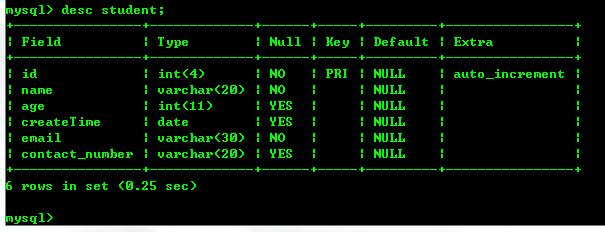 mysql> desc student;
+----------------+-------------+------+-----+---------+----------------+
| Field          | Type        | Null | Key | Default | Extra          |
+----------------+-------------+------+-----+---------+----------------+
| id             | int(4)      | NO   | PRI | NULL    | auto_increment |
| name           | varchar(20) | NO   |     | NULL    |                |
| age            | int(11)     | YES  |     | NULL    |                |
| createTime     | date        | YES  |     | NULL    |                |
| email          | varchar(30) | NO   |     | NULL    |                |
| contact_number | varchar(20) | YES  |     | NULL    |                |
+----------------+-------------+------+-----+---------+----------------+
6 rows in set (0.25 sec)
mysql>